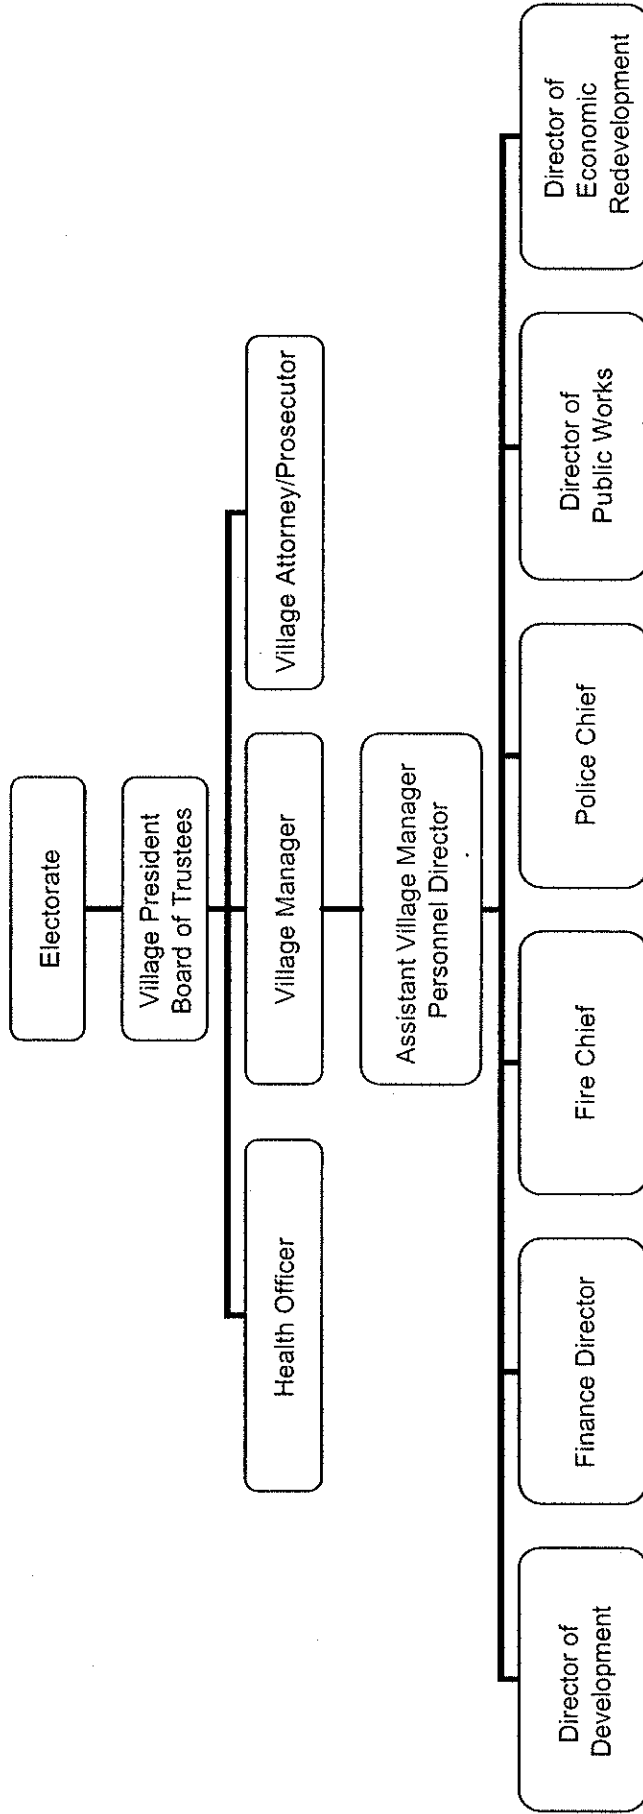 Electorate
Village President
Board of Trustees
Health Officer
Village Manager
Village Attorney/Prosecutor
Assistant Village Manager
Personnel Director
Director of
Development
Finance Director
Fire Chief
Police Chief
Director of
Public Works
Director of
Economic
Redevelopment